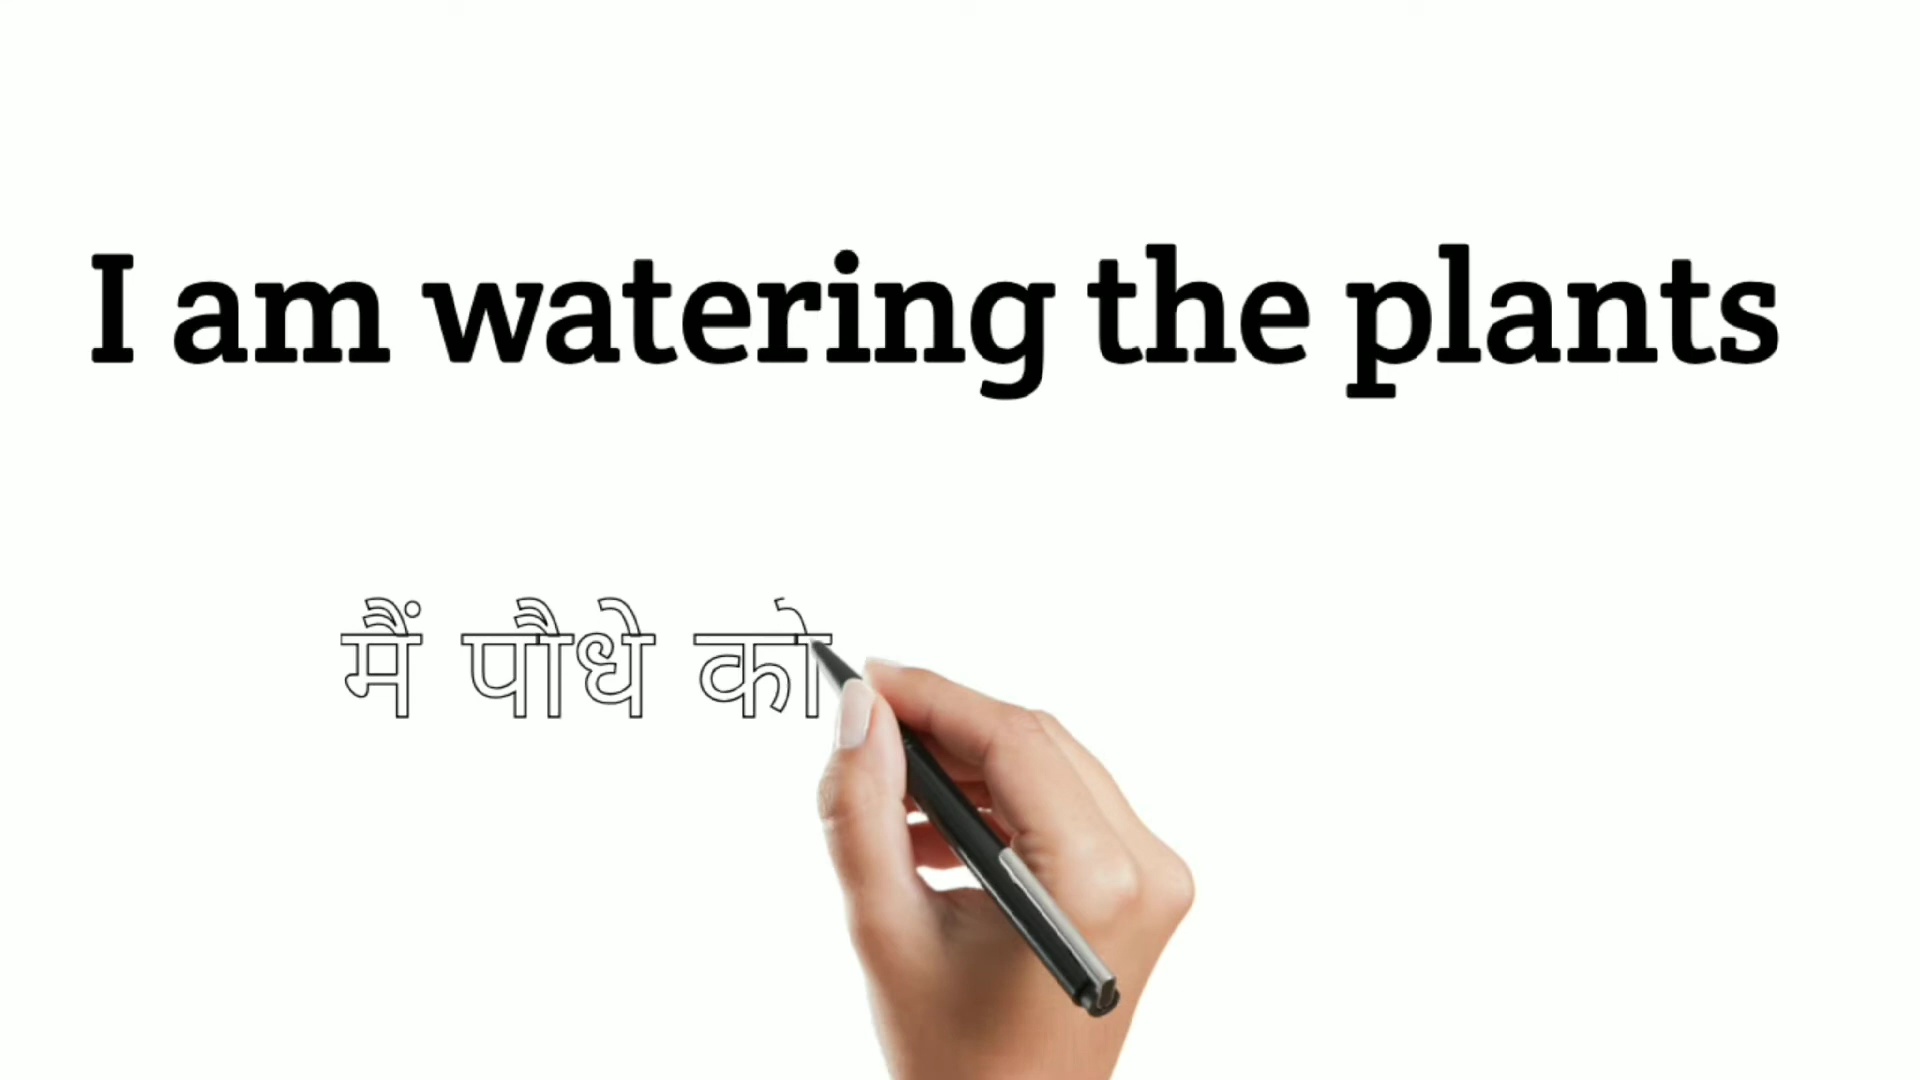 I am watering the plants
मैं पौधे को